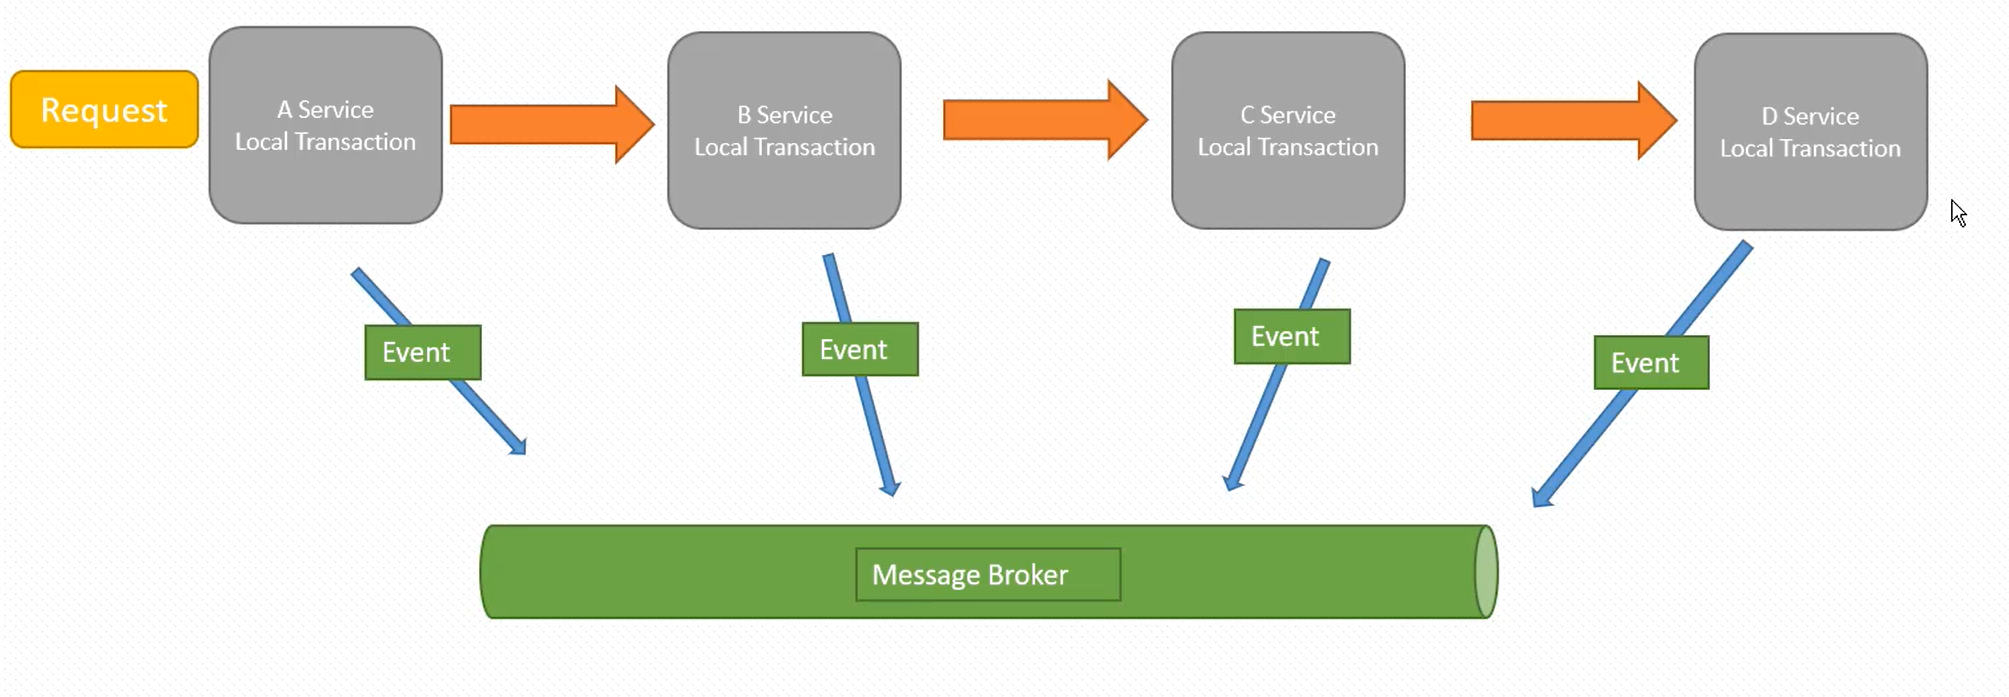 Request
A Service
Local Transaction
B Service
Local Transaction
C Service
Local Transaction
D Service
Local Transaction
Event
Event
Event
Event
Message Broker